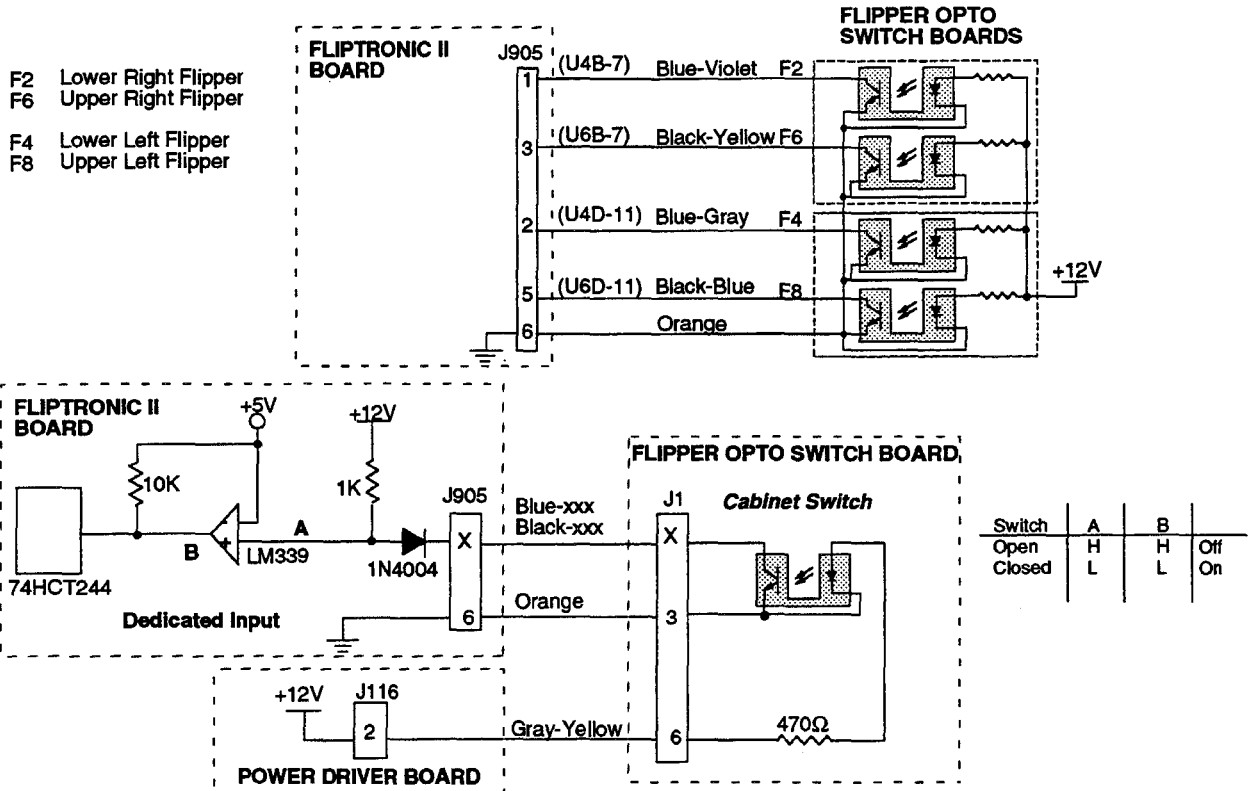 FLIPPER OPTO
SWITCH BOARDS
FLIPTRONIC II
BOARD
J905
F2 Lower Right Flipper
F6 Upper Right Flipper
F4 Lower Left Flipper
F8 Upper Left Flipper
1 (U4B-7) Blue-Violet F2
3 (U6B-7) Black-Yellow F6
2 (U4D-11) Blue-Gray F4
+12V
5 (U6D-11) Black-Blue F8
6 Orange
FLIPTRONIC II
BOARD
+5V
+12V
10K
1K
J905
A
B
+
+
LM339
1N4004
X
74HCT244
Dedicated Input
6
Blue-xxx
Black-xxx
Orange
FLIPPER OPTO SWITCH BOARD
J1
Cabinet Switch
X
3
6
470Ω
Switch A B
Open H H Off
Closed L L On
+12V
J116
2
Gray-Yellow
POWER DRIVER BOARD